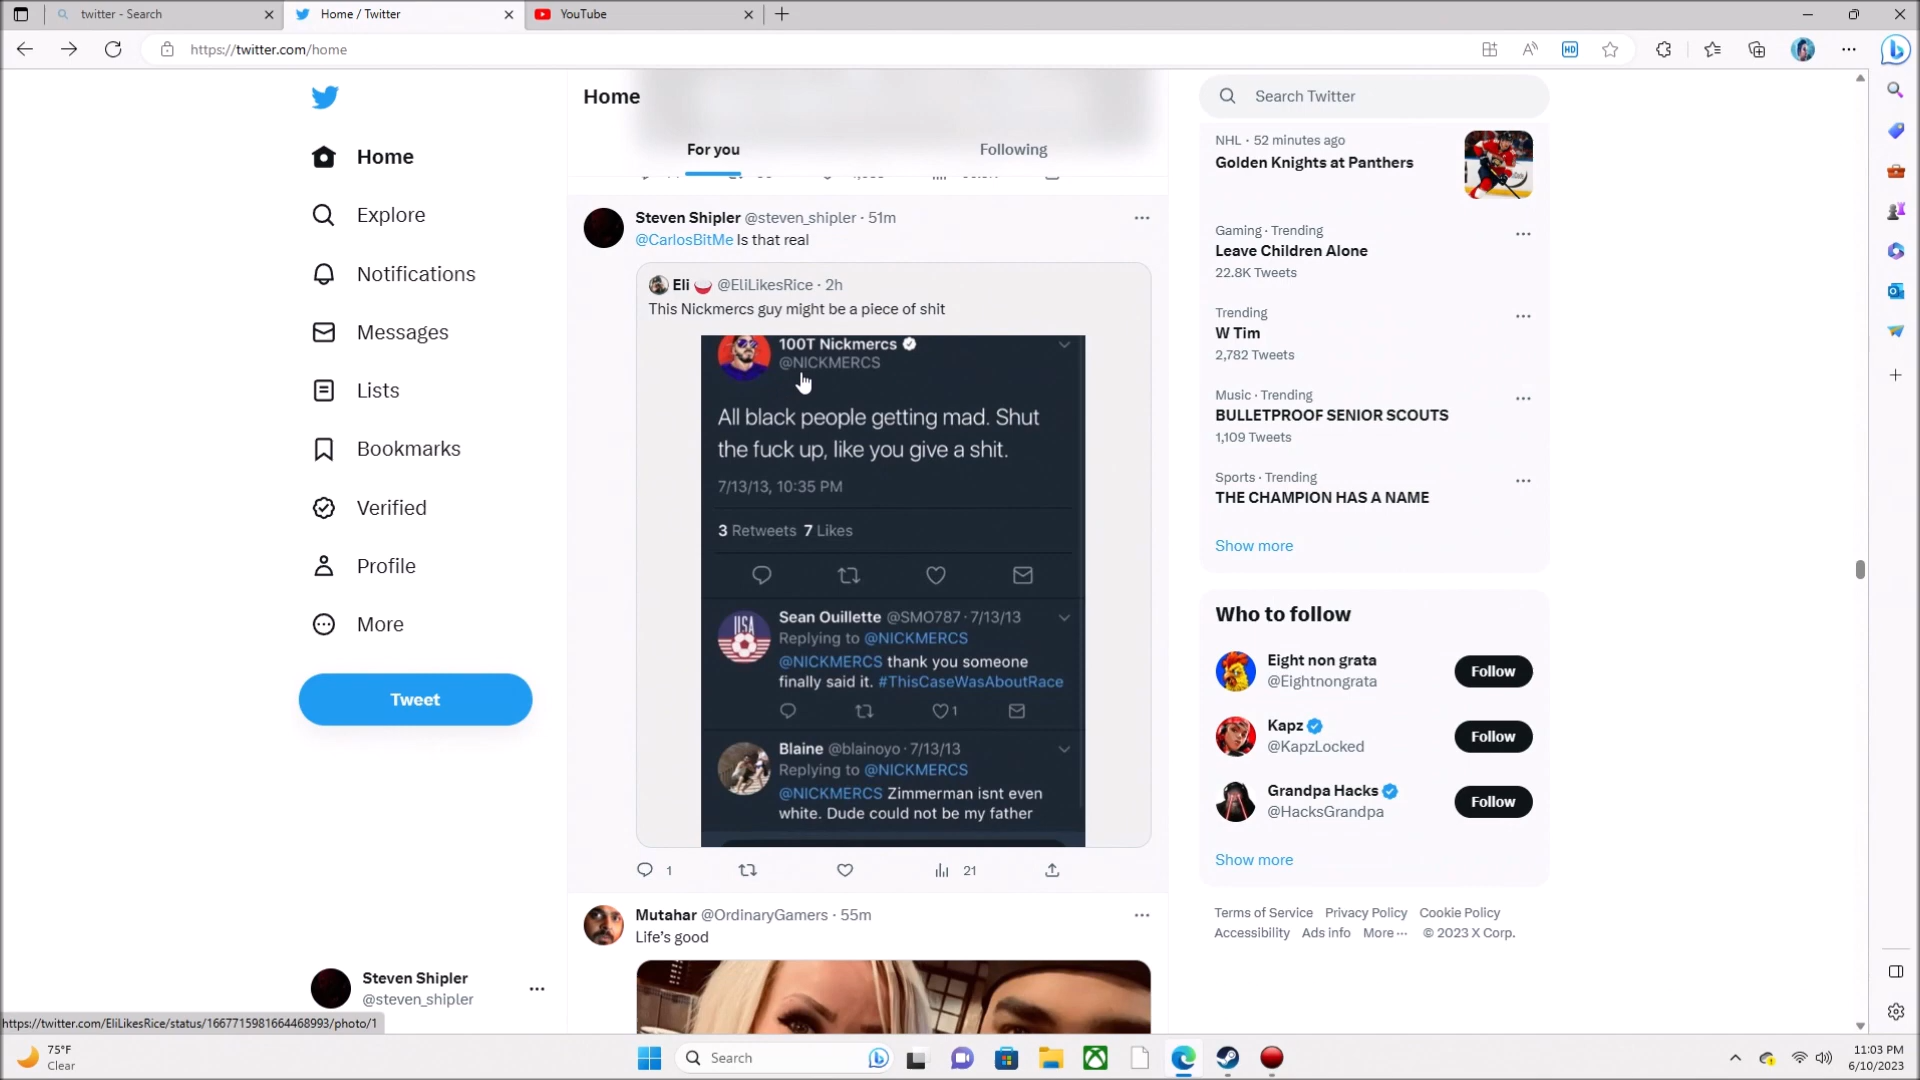 twitter - Search
Home / Twitter
YouTube
https://twitter.com/home
HD
Home
For you
Following
Home
Explore
Notifications
Messages
Lists
Bookmarks
Verified
Profile
More
Tweet
Steven Shipler
@steven_shipler
Steven Shipler @steven_shipler · 51m
@CarlosBitMe Is that real
Eli @EliLikesRice · 2h
This Nickmercs guy might be a piece of shit
100T Nickmercs
@NICKMERCS
All black people getting mad. Shut
the fuck up, like you give a shit.
7/13/13, 10:35 PM
3 Retweets 7 Likes
Sean Ouillette @SMO787 · 7/13/13
Replying to @NICKMERCS
@NICKMERCS thank you someone
finally said it. #ThisCaseWasAboutRace
1
USA
Blaine @blainoyo · 7/13/13
Replying to @NICKMERCS
@NICKMERCS Zimmerman isnt even
white. Dude could not be my father
1
21
Mutahar @OrdinaryGamers · 55m
Life's good
Search Twitter
NHL · 52 minutes ago
Golden Knights at Panthers
Gaming · Trending
Leave Children Alone
22.8K Tweets
Trending
W Tim
2,782 Tweets
Music · Trending
BULLETPROOF SENIOR SCOUTS
1,109 Tweets
Sports · Trending
THE CHAMPION HAS A NAME
Show more
Who to follow
Eight non grata
@Eightnongrata
Follow
Kapz
@KapzLocked
Follow
Grandpa Hacks
@HacksGrandpa
Follow
Show more
Terms of Service Privacy Policy Cookie Policy
Accessibility Ads info More ··· © 2023 X Corp.
https://twitter.com/EliLikesRice/status/1667715981664468993/photo/1
75°F
Clear
Search
11:03 PM
6/10/2023